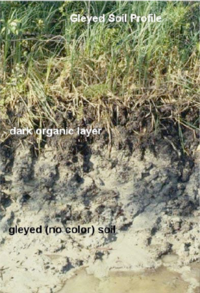 Gleyed Soil Profile
dark organic layer
gleyed (no color) soil